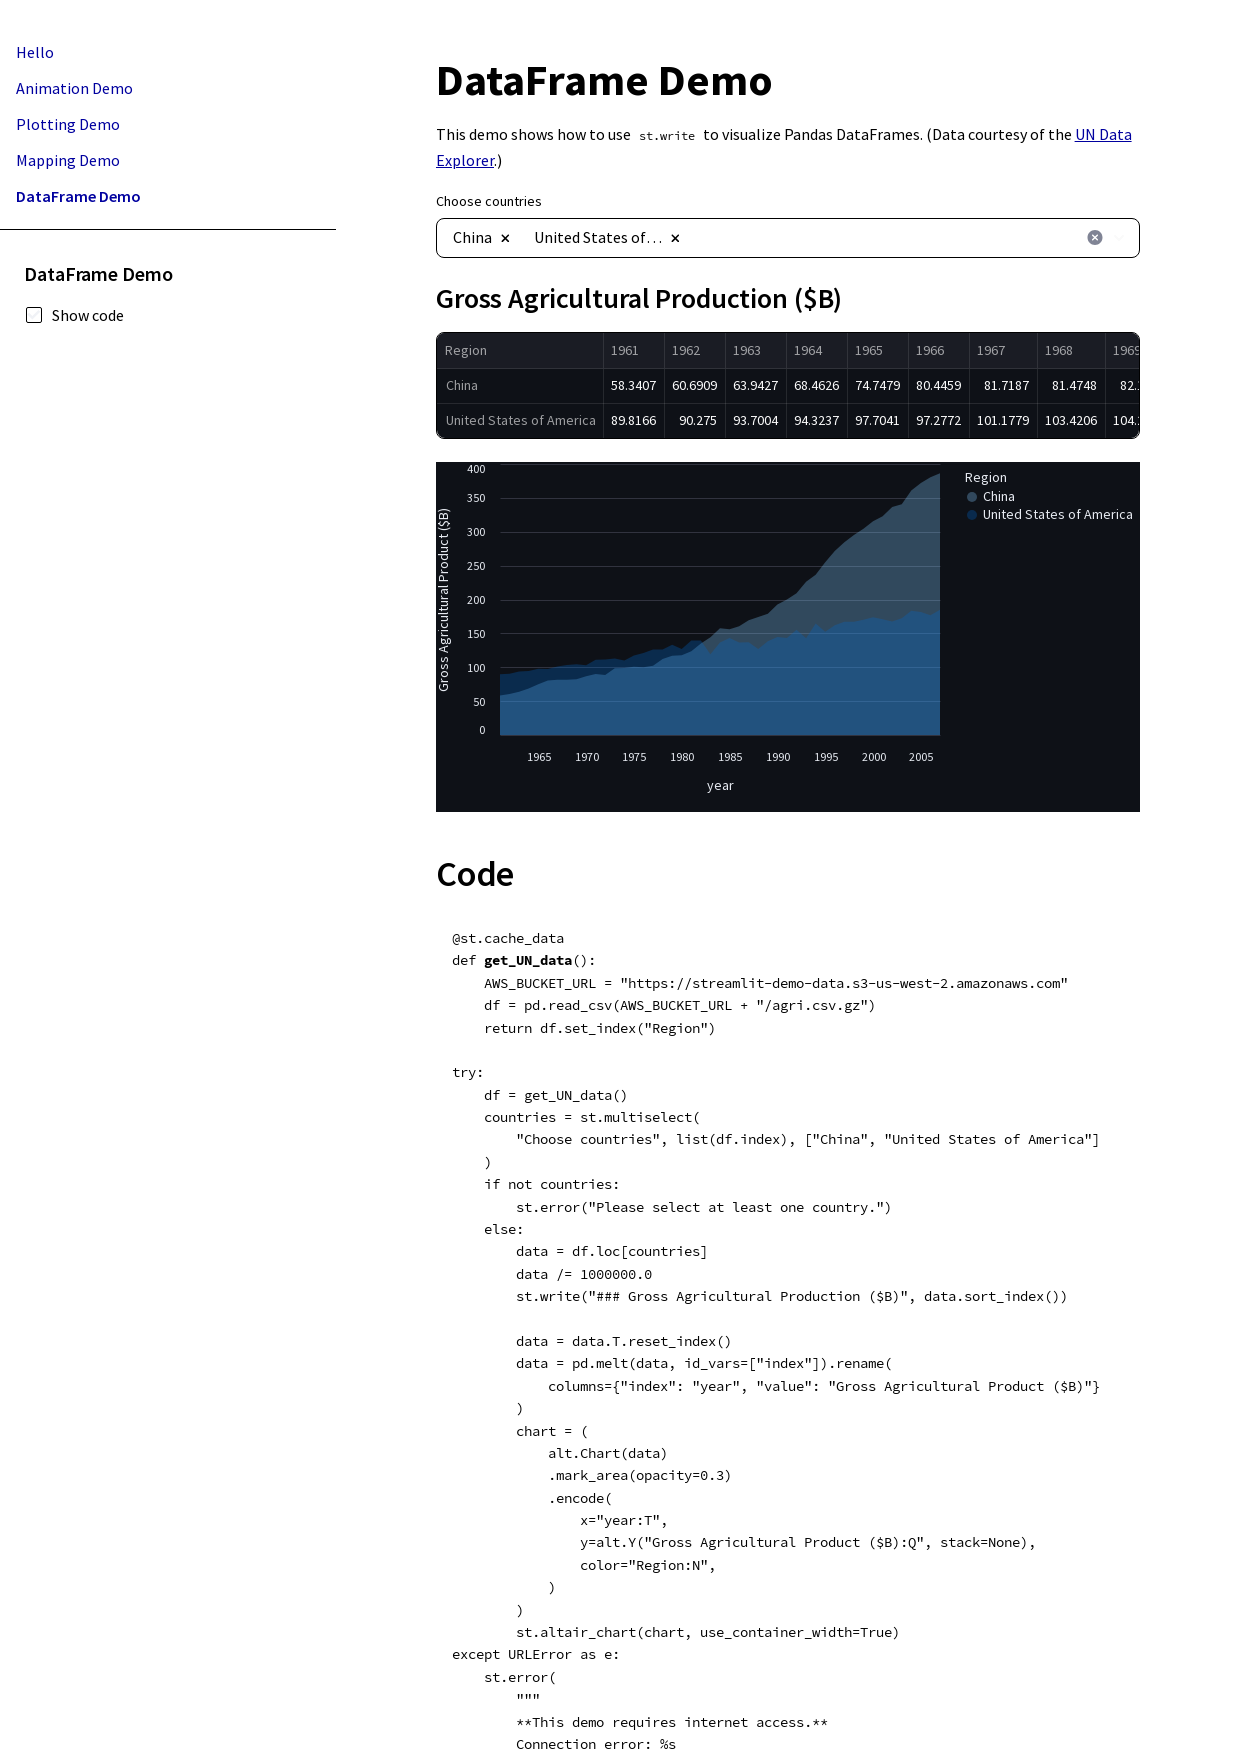 Hello
Animation Demo
Plotting Demo
Mapping Demo
DataFrame Demo
DataFrame Demo
Show code
DataFrame Demo
This demo shows how to use st.write to visualize Pandas DataFrames. (Data courtesy of the UN Data
Explorer.)
Choose countries
China × United States of… ×
Gross Agricultural Production ($B)
Region 1961 1962 1963 1964 1965 1966 1967 1968 1969
China 58.3407 60.6909 63.9427 68.4626 74.7479 80.4459 81.7187 81.4748 82.
United States of America 89.8166 90.275 93.7004 94.3237 97.7041 97.2772 101.1779 103.4206 104.
Gross Agricultural Product ($B)
400
350
300
250
200
150
100
50
0
1965 1970 1975 1980 1985 1990 1995 2000 2005
year
Region
China
United States of America
Code
@st.cache_data
def get_UN_data():
    AWS_BUCKET_URL = "https://streamlit-demo-data.s3-us-west-2.amazonaws.com"
    df = pd.read_csv(AWS_BUCKET_URL + "/agri.csv.gz")
    return df.set_index("Region")
try:
    df = get_UN_data()
    countries = st.multiselect(
        "Choose countries", list(df.index), ["China", "United States of America"]
    )
    if not countries:
        st.error("Please select at least one country.")
    else:
        data = df.loc[countries]
        data /= 1000000.0
        st.write("### Gross Agricultural Production ($B)", data.sort_index())
        data = data.T.reset_index()
        data = pd.melt(data, id_vars=["index"]).rename(
            columns={"index": "year", "value": "Gross Agricultural Product ($B)"}
        )
        chart = (
            alt.Chart(data)
            .mark_area(opacity=0.3)
            .encode(
                x="year:T",
                y=alt.Y("Gross Agricultural Product ($B):Q", stack=None),
                color="Region:N",
            )
        )
        st.altair_chart(chart, use_container_width=True)
except URLError as e:
    st.error(
        """
        **This demo requires internet access.**
        Connection error: %s